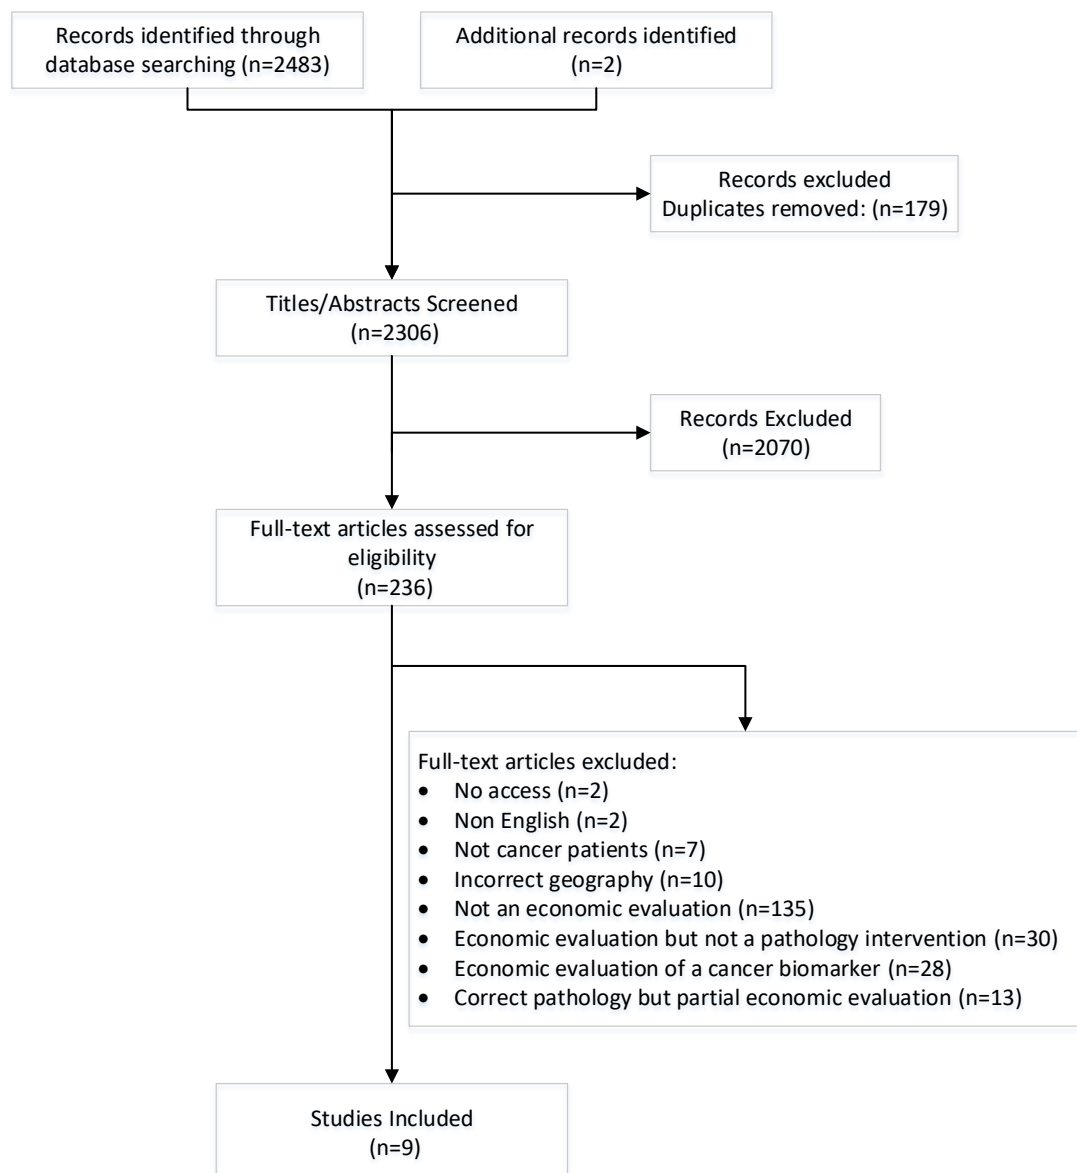 Records identified through
database searching (n=2483)
Additional records identified
(n=2)
Records excluded
Duplicates removed: (n=179)
Titles/Abstracts Screened
(n=2306)
Records Excluded
(n=2070)
Full-text articles assessed for
eligibility
(n=236)
Full-text articles excluded:
• No access (n=2)
• Non English (n=2)
• Not cancer patients (n=7)
• Incorrect geography (n=10)
• Not an economic evaluation (n=135)
• Economic evaluation but not a pathology intervention (n=30)
• Economic evaluation of a cancer biomarker (n=28)
• Correct pathology but partial economic evaluation (n=13)
Studies Included
(n=9)